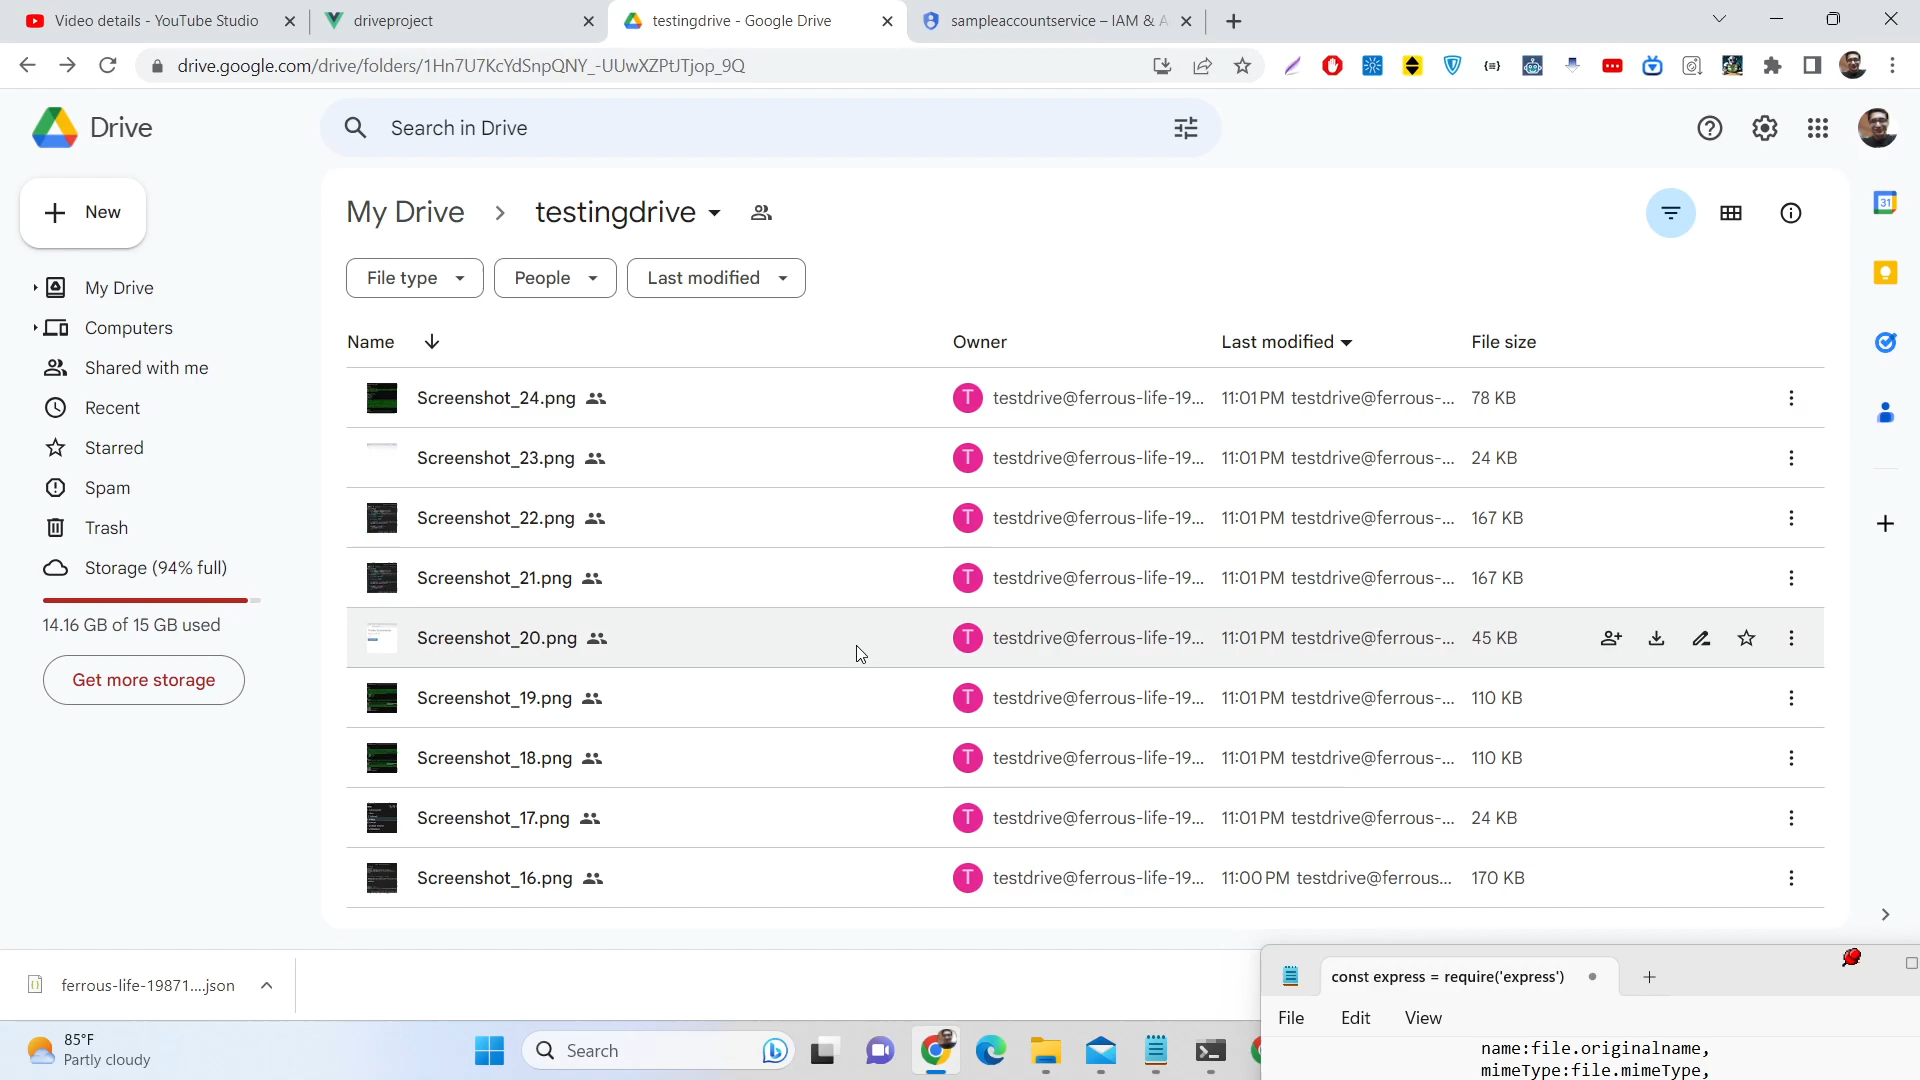 Video details - YouTube Studio
driveproject
testingdrive - Google Drive
sampleaccountservice – IAM & A
drive.google.com/drive/folders/1Hn7U7KcYdSnpQNY_-UUwXZPtJTjop_9Q
Drive
Search in Drive
New
My Drive
Computers
Shared with me
Recent
Starred
Spam
Trash
Storage (94% full)
14.16 GB of 15 GB used
Get more storage
My Drive > testingdrive
File type
People
Last modified
Name Owner Last modified File size
Screenshot_24.png T testdrive@ferrous-life-19... 11:01 PM testdrive@ferrous-... 78 KB
Screenshot_23.png T testdrive@ferrous-life-19... 11:01 PM testdrive@ferrous-... 24 KB
Screenshot_22.png T testdrive@ferrous-life-19... 11:01 PM testdrive@ferrous-... 167 KB
Screenshot_21.png T testdrive@ferrous-life-19... 11:01 PM testdrive@ferrous-... 167 KB
Screenshot_20.png T testdrive@ferrous-life-19... 11:01 PM testdrive@ferrous-... 45 KB
Screenshot_19.png T testdrive@ferrous-life-19... 11:01 PM testdrive@ferrous-... 110 KB
Screenshot_18.png T testdrive@ferrous-life-19... 11:01 PM testdrive@ferrous-... 110 KB
Screenshot_17.png T testdrive@ferrous-life-19... 11:01 PM testdrive@ferrous-... 24 KB
Screenshot_16.png T testdrive@ferrous-life-19... 11:00 PM testdrive@ferrous... 170 KB
31
ferrous-life-19871....json
const express = require('express')
File Edit View
name:file.originalname,
mimeType:file.mimeType,
85°F
Partly cloudy
Search